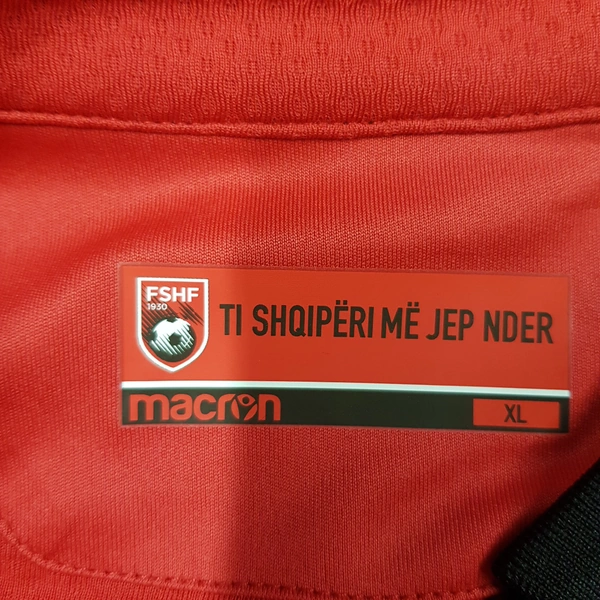 FSHF
1930
TI SHQIPËRI MË JEP NDER
macron
XL